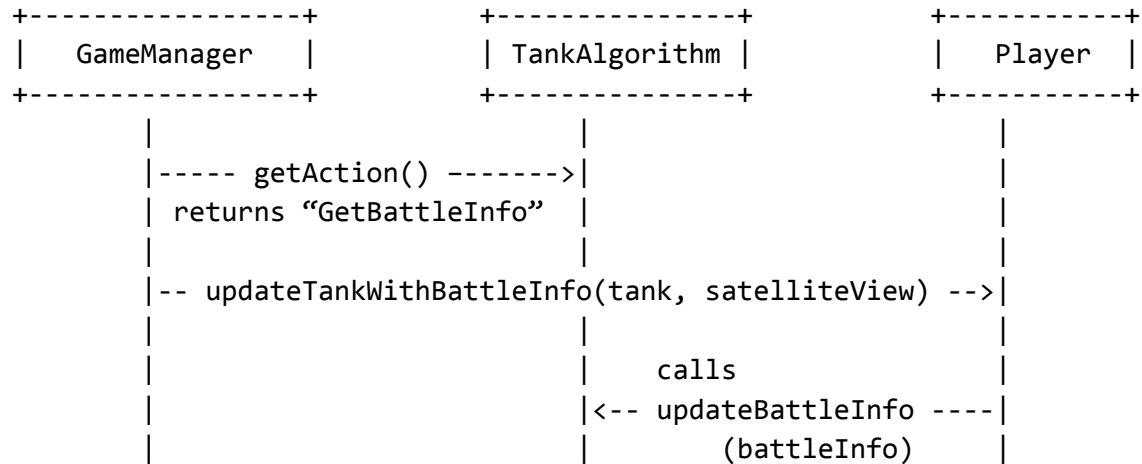 +-----------------+          +---------------+           +-----------+
|   GameManager   |          | TankAlgorithm |           |   Player  |
+-----------------+          +---------------+           +-----------+
        |                          |                         |
        |----- getAction() –------->|                         |
        | returns “GetBattleInfo”  |                         |
        |                          |                         |
        |-- updateTankWithBattleInfo(tank, satelliteView) -->|
        |                          |                         |
        |                          |    calls                |
        |                          |<-- updateBattleInfo ----|
        |                          |        (battleInfo)     |